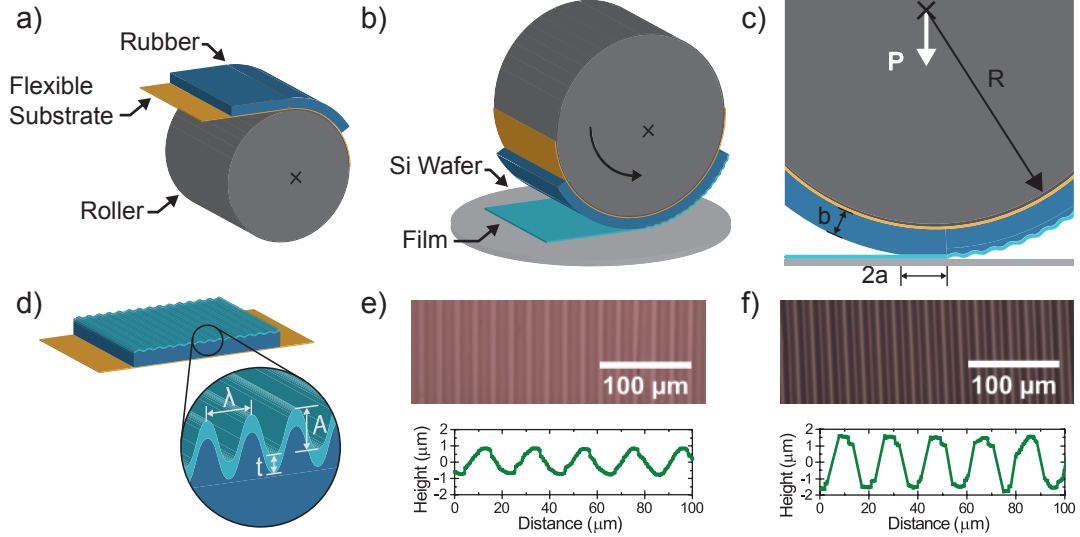 a)
Rubber
Flexible
Substrate
Roller
b)
Si Wafer
Film
c)
P
R
b
2a
d)
λ
A
t
e)
100 μm
Height (μm)
2
1
0
-1
-2
0 20 40 60 80 100
Distance (μm)
f)
100 μm
Height (μm)
2
1
0
-1
-2
0 20 40 60 80 100
Distance (μm)